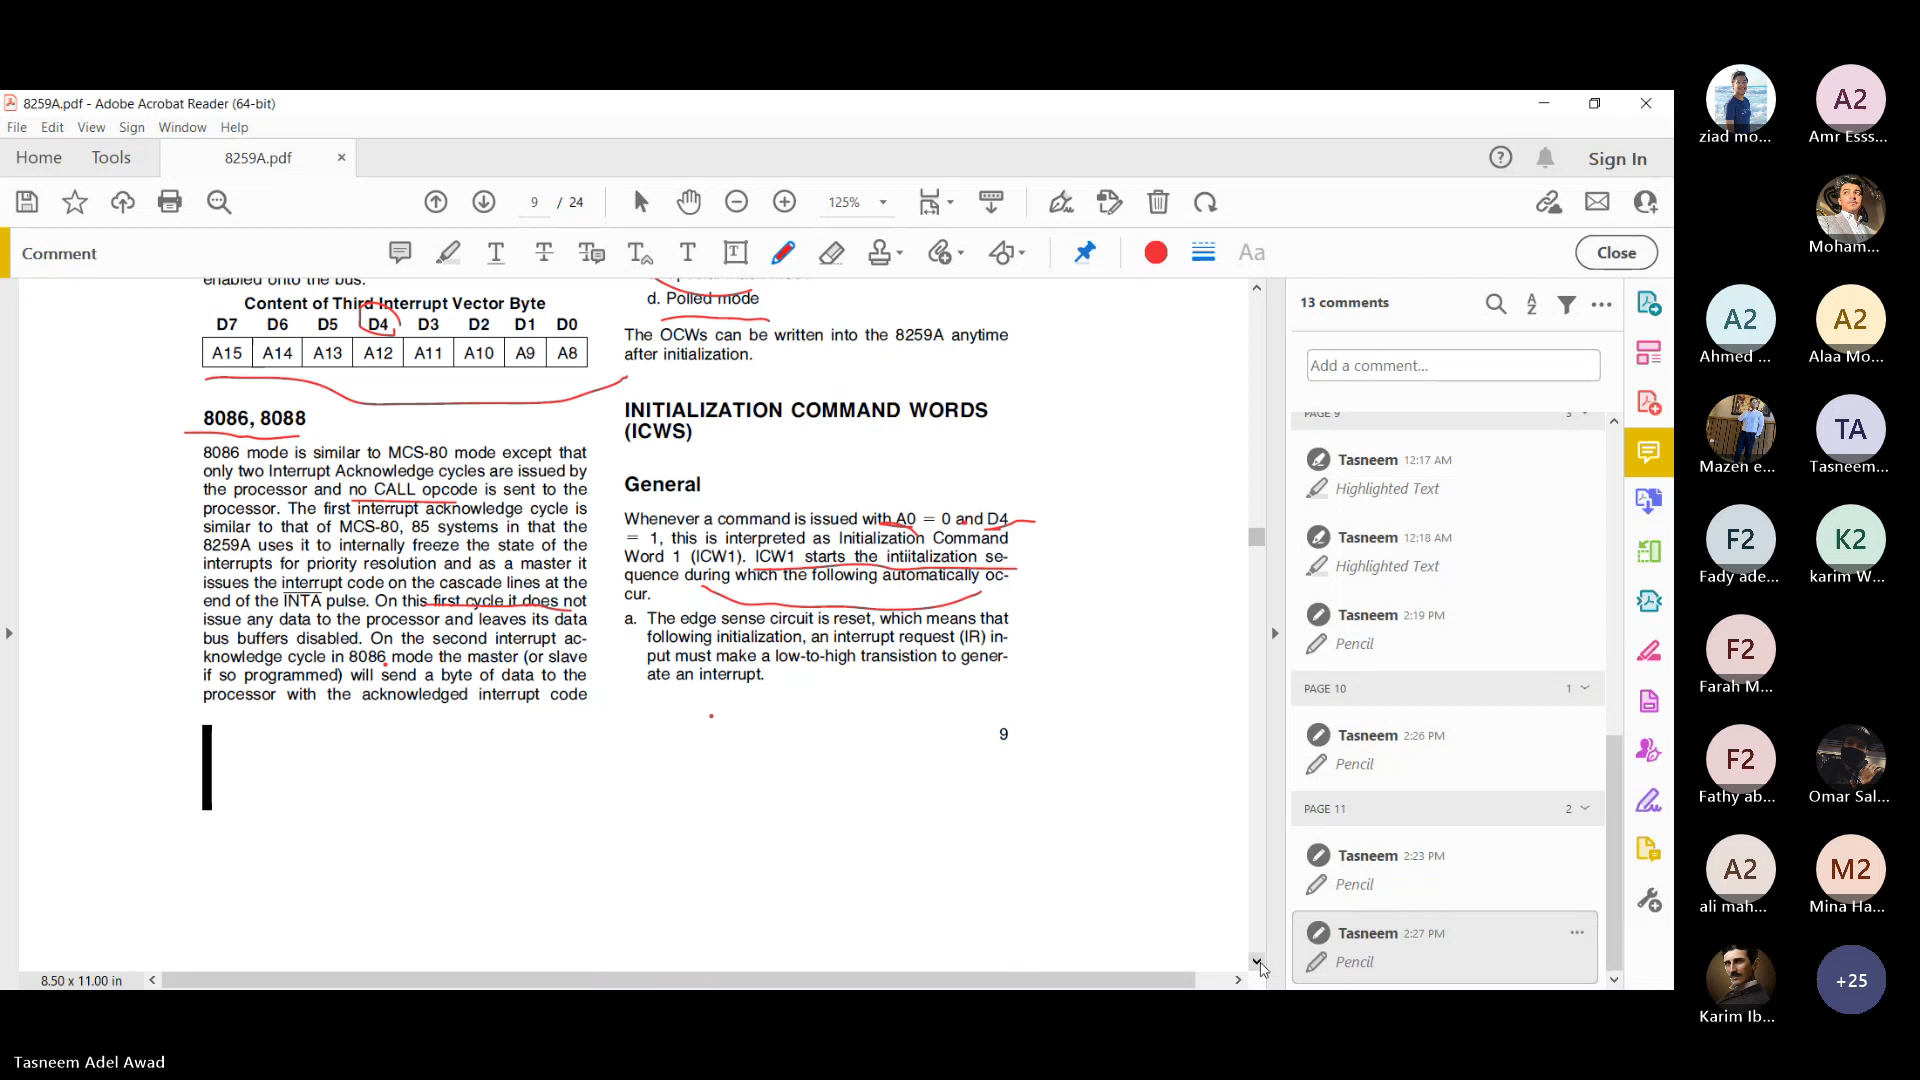 8259A.pdf - Adobe Acrobat Reader (64-bit)
File Edit View Sign Window Help
Home Tools 8259A.pdf × Sign In
9 / 24 125%
Comment Aa Close
enabled onto the bus.
Content of Third Interrupt Vector Byte
D7 D6 D5 D4 D3 D2 D1 D0
A15 A14 A13 A12 A11 A10 A9 A8
8086, 8088
8086 mode is similar to MCS-80 mode except that
only two Interrupt Acknowledge cycles are issued by
the processor and no CALL opcode is sent to the
processor. The first interrupt acknowledge cycle is
similar to that of MCS-80, 85 systems in that the
8259A uses it to internally freeze the state of the
interrupts for priority resolution and as a master it
issues the interrupt code on the cascade lines at the
end of the INTA pulse. On this first cycle it does not
issue any data to the processor and leaves its data
bus buffers disabled. On the second interrupt ac-
knowledge cycle in 8086 mode the master (or slave
if so programmed) will send a byte of data to the
processor with the acknowledged interrupt code
d. Polled mode
The OCWs can be written into the 8259A anytime
after initialization.
INITIALIZATION COMMAND WORDS
(ICWS)
General
Whenever a command is issued with A0 = 0 and D4
= 1, this is interpreted as Initialization Command
Word 1 (ICW1). ICW1 starts the intiitalization se-
quence during which the following automatically oc-
cur.
a. The edge sense circuit is reset, which means that
following initialization, an interrupt request (IR) in-
put must make a low-to-high transistion to gener-
ate an interrupt.
9
8.50 x 11.00 in
13 comments
Add a comment...
PAGE 9 3
Tasneem 12:17 AM
Highlighted Text
Tasneem 12:18 AM
Highlighted Text
Tasneem 2:19 PM
Pencil
PAGE 10 1
Tasneem 2:26 PM
Pencil
PAGE 11 2
Tasneem 2:23 PM
Pencil
Tasneem 2:27 PM
Pencil
A2
ziad mo... Amr Esss...
Moham...
A2 A2
Ahmed ... Alaa Mo...
TA
Mazen e... Tasneem...
F2 K2
Fady ade... karim W...
F2
Farah M...
F2
Fathy ab... Omar Sal...
A2 M2
ali mah... Mina Ha...
+25
Karim Ib...
Tasneem Adel Awad